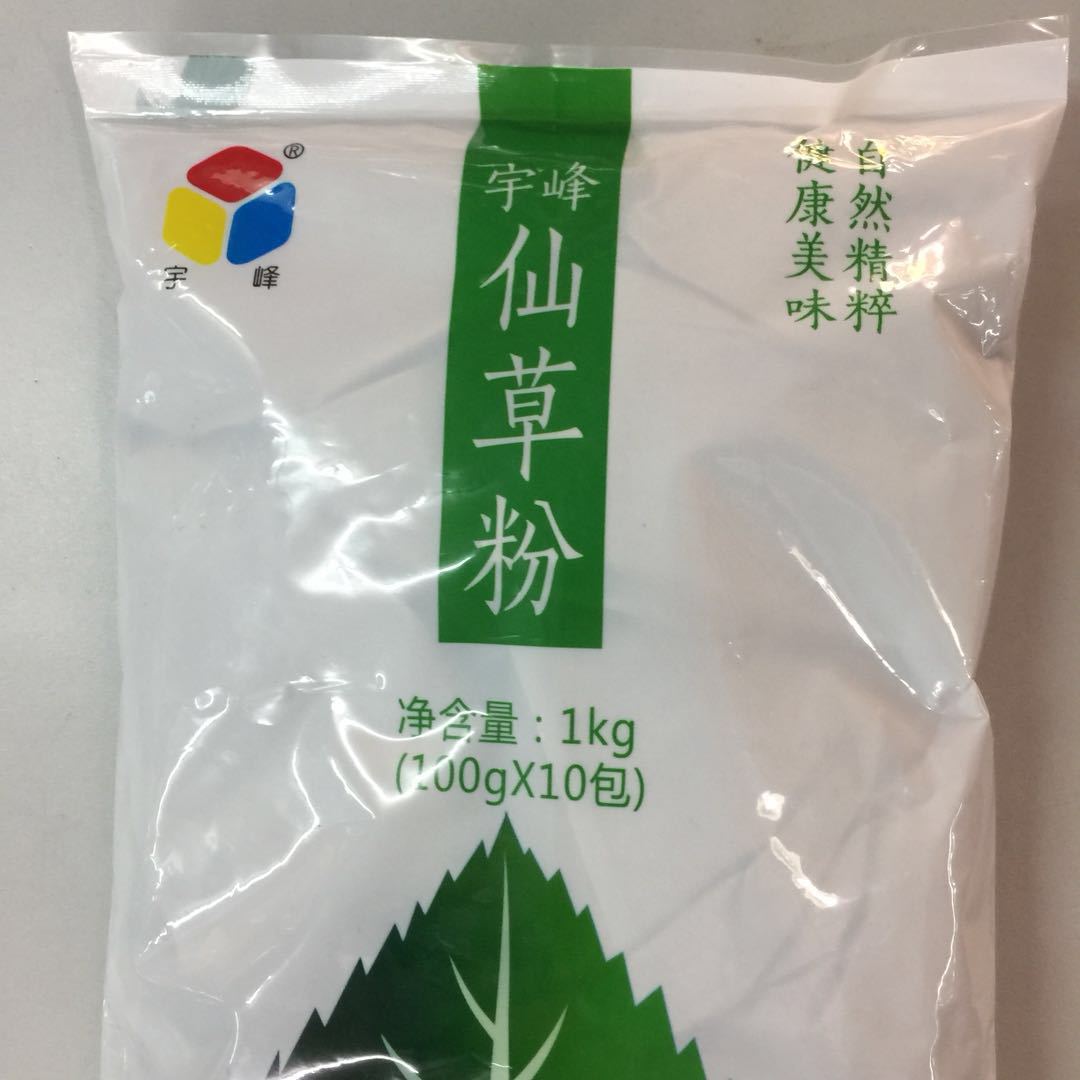 ®
宇峰
宇峰
仙草粉
自然精粹
健康美味
净含量:1kg
(100gX10包)